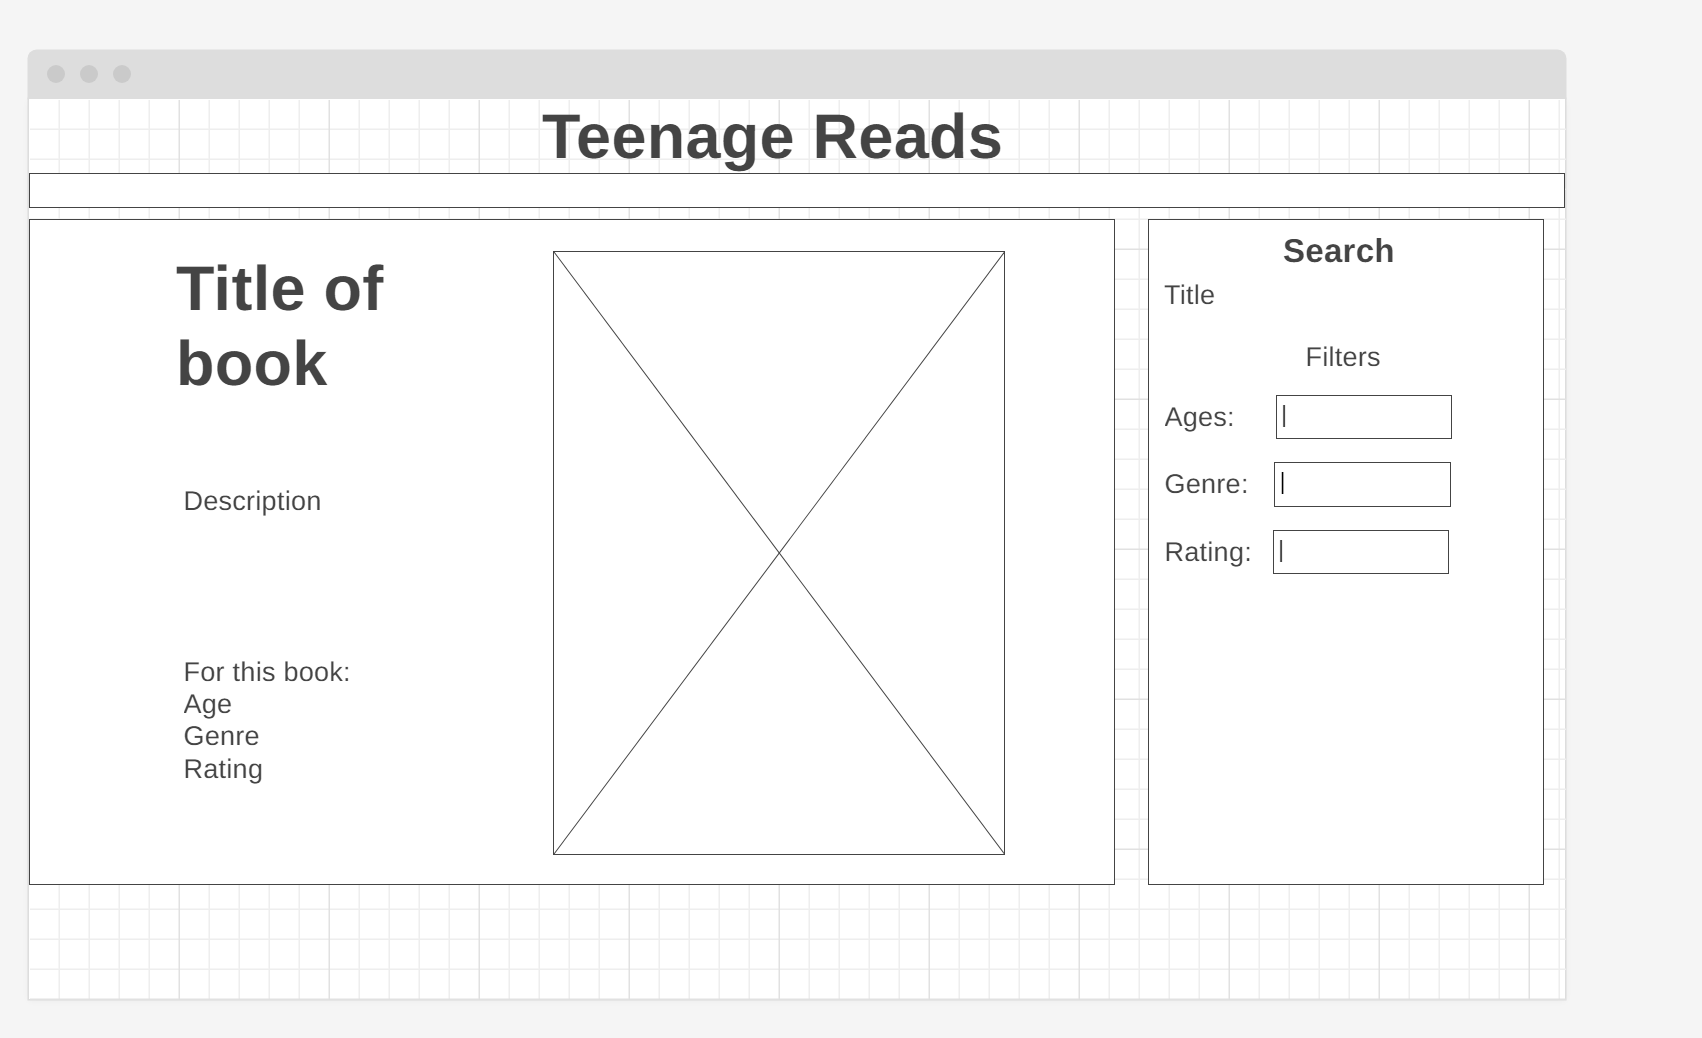 Teenage Reads
Title of
book
Description
For this book:
Age
Genre
Rating
Search
Title
Filters
Ages:
Genre:
Rating: